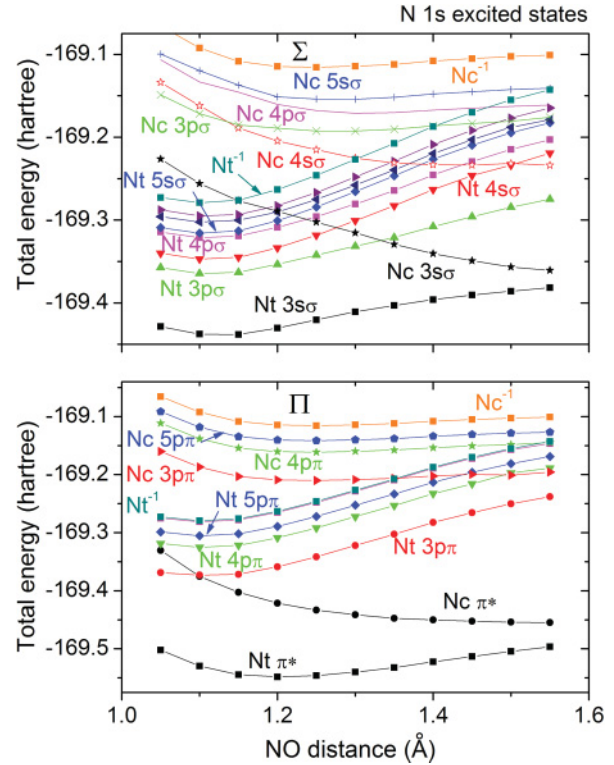 N 1s excited states
Total energy (hartree)
-169.1
-169.2
-169.3
-169.4
Σ
Nc⁻¹
Nc 5sσ
Nc 4pσ
Nc 3pσ
Nc 4sσ
Nt⁻¹
Nt 5sσ
Nt 4sσ
Nt 4pσ
Nc 3sσ
Nt 3pσ
Nt 3sσ
Total energy (hartree)
-169.1
-169.2
-169.3
-169.4
-169.5
Π
Nc⁻¹
Nc 5pπ
Nc 4pπ
Nc 3pπ
Nt⁻¹
Nt 5pπ
Nt 4pπ
Nt 3pπ
Nc π*
Nt π*
1.0 1.2 1.4 1.6
NO distance (Å)